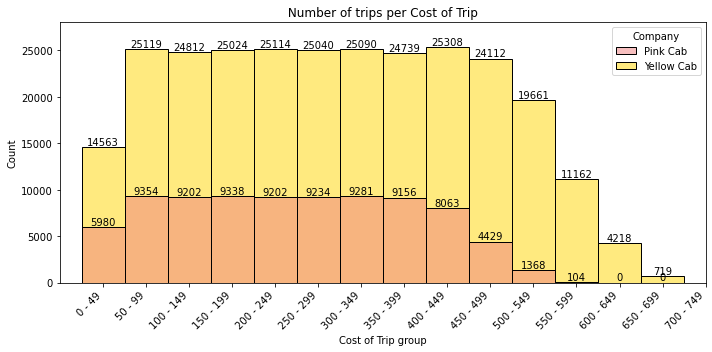 Number of trips per Cost of Trip
Company
Pink Cab
Yellow Cab
Count
25000
20000
15000
10000
5000
0
14563
25119
24812
25024
25114
25040
25090
24739
25308
24112
19661
11162
4218
719
5980
9354
9202
9338
9202
9234
9281
9156
8063
4429
1368
104
0
0
0 - 49
50 - 99
100 - 149
150 - 199
200 - 249
250 - 299
300 - 349
350 - 399
400 - 449
450 - 499
500 - 549
550 - 599
600 - 649
650 - 699
700 - 749
Cost of Trip group